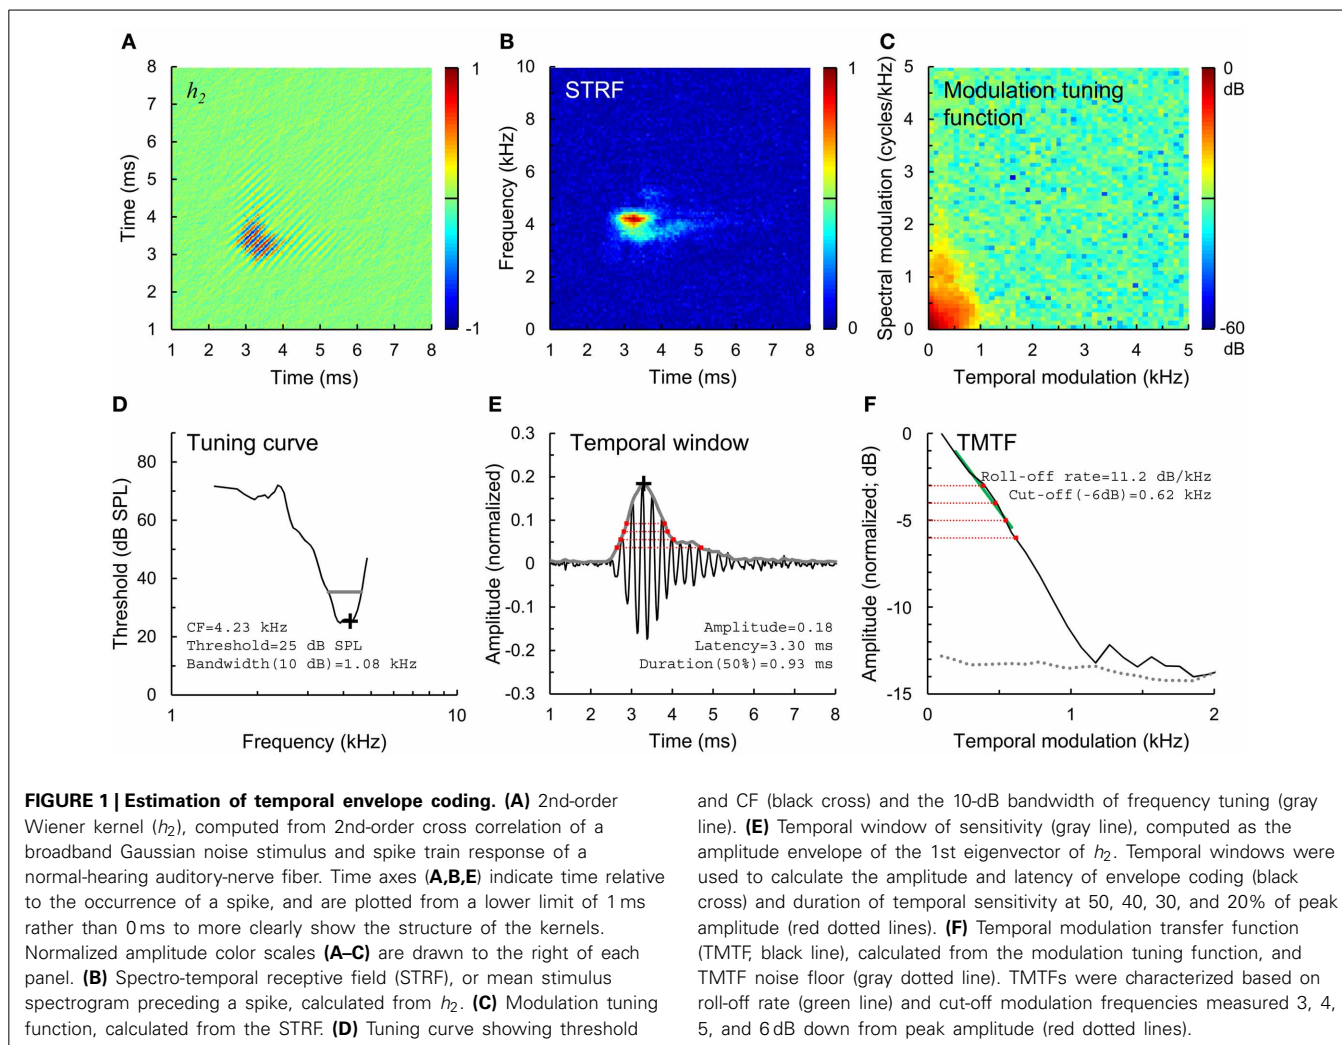 A
h2
8
7
6
5
4
3
2
1
Time (ms)
1 2 3 4 5 6 7 8
Time (ms)
1
-1
B
STRF
10
8
6
4
2
0
Frequency (kHz)
1 2 3 4 5 6 7 8
Time (ms)
1
0
C
Modulation tuning
function
5
4
3
2
1
0
Spectral modulation (cycles/kHz)
0 1 2 3 4 5
Temporal modulation (kHz)
0
dB
-60
dB
D
Tuning curve
80
60
40
20
0
Threshold (dB SPL)
CF=4.23 kHz
Threshold=25 dB SPL
Bandwidth(10 dB)=1.08 kHz
1 10
Frequency (kHz)
E
Temporal window
0.3
0.2
0.1
0
-0.1
-0.2
-0.3
Amplitude (normalized)
Amplitude=0.18
Latency=3.30 ms
Duration(50%)=0.93 ms
1 2 3 4 5 6 7 8
Time (ms)
F
TMTF
0
-5
-10
-15
Amplitude (normalized; dB)
Roll-off rate=11.2 dB/kHz
Cut-off(-6dB)=0.62 kHz
0 1 2
Temporal modulation (kHz)
FIGURE 1 | Estimation of temporal envelope coding. (A) 2nd-order
Wiener kernel (h2), computed from 2nd-order cross correlation of a
broadband Gaussian noise stimulus and spike train response of a
normal-hearing auditory-nerve fiber. Time axes (A,B,E) indicate time relative
to the occurrence of a spike, and are plotted from a lower limit of 1 ms
rather than 0 ms to more clearly show the structure of the kernels.
Normalized amplitude color scales (A–C) are drawn to the right of each
panel. (B) Spectro-temporal receptive field (STRF), or mean stimulus
spectrogram preceding a spike, calculated from h2. (C) Modulation tuning
function, calculated from the STRF. (D) Tuning curve showing threshold
and CF (black cross) and the 10-dB bandwidth of frequency tuning (gray
line). (E) Temporal window of sensitivity (gray line), computed as the
amplitude envelope of the 1st eigenvector of h2. Temporal windows were
used to calculate the amplitude and latency of envelope coding (black
cross) and duration of temporal sensitivity at 50, 40, 30, and 20% of peak
amplitude (red dotted lines). (F) Temporal modulation transfer function
(TMTF, black line), calculated from the modulation tuning function, and
TMTF noise floor (gray dotted line). TMTFs were characterized based on
roll-off rate (green line) and cut-off modulation frequencies measured 3, 4,
5, and 6 dB down from peak amplitude (red dotted lines).